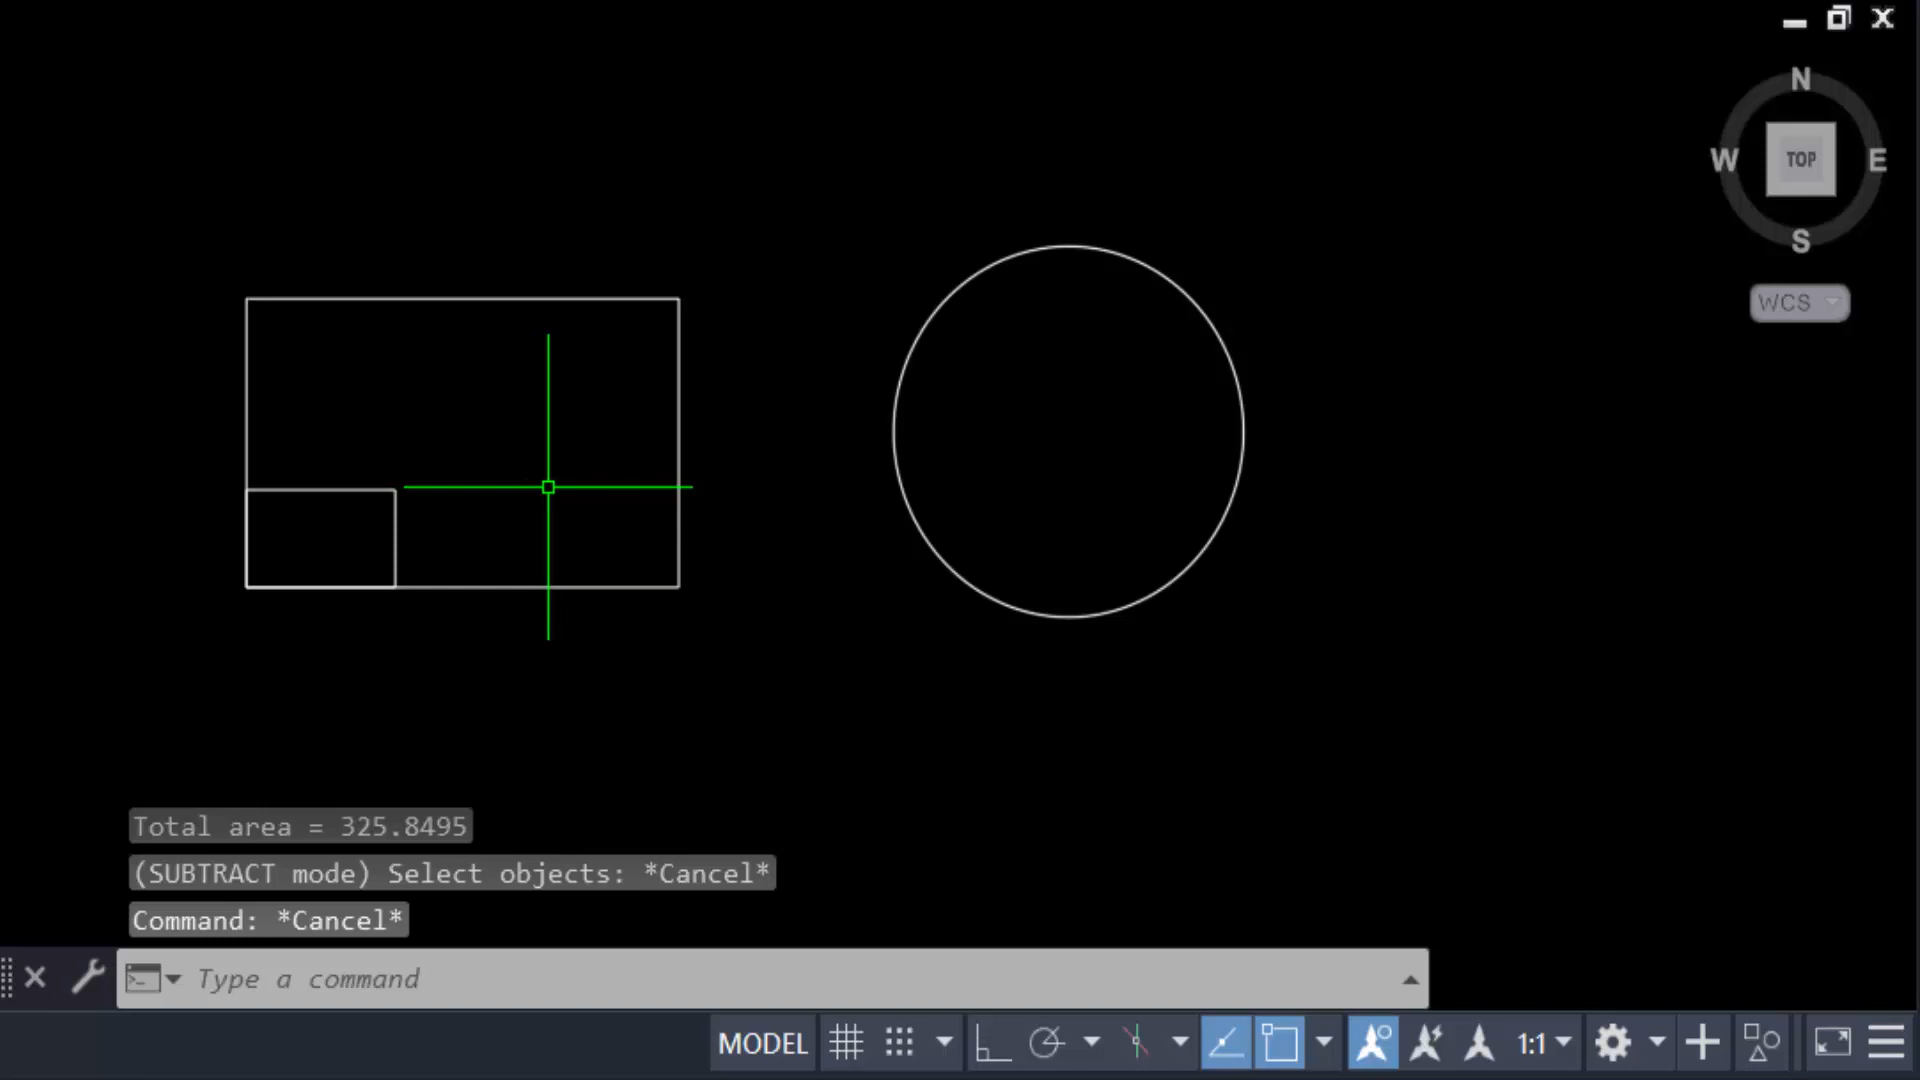 N
W TOP E
S
WCS
Total area = 325.8495
(SUBTRACT mode) Select objects: *Cancel*
Command: *Cancel*
Type a command
MODEL 1:1